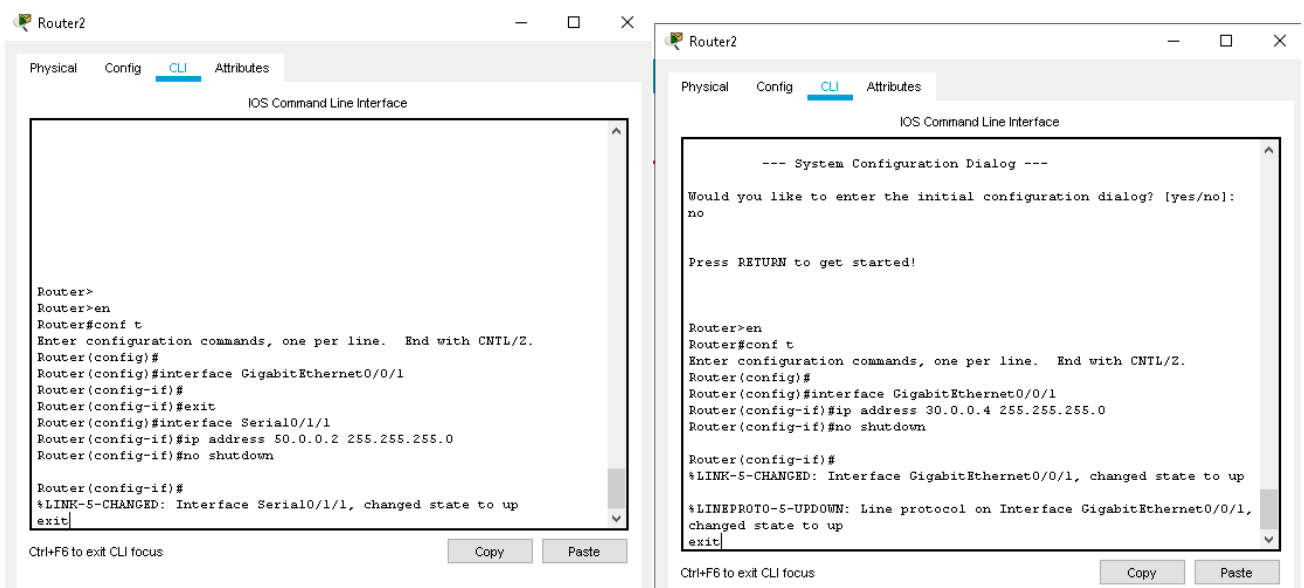 Router2
Physical Config CLI Attributes
IOS Command Line Interface
Router>
Router>en
Router#conf t
Enter configuration commands, one per line.  End with CNTL/Z.
Router(config)#
Router(config)#interface GigabitEthernet0/0/1
Router(config-if)#
Router(config-if)#exit
Router(config)#interface Serial0/1/1
Router(config-if)#ip address 50.0.0.2 255.255.255.0
Router(config-if)#no shutdown
Router(config-if)#
%LINK-5-CHANGED: Interface Serial0/1/1, changed state to up
exit
Ctrl+F6 to exit CLI focus
Copy Paste
Router2
Physical Config CLI Attributes
IOS Command Line Interface
--- System Configuration Dialog ---
Would you like to enter the initial configuration dialog? [yes/no]:
no
Press RETURN to get started!
Router>en
Router#conf t
Enter configuration commands, one per line.  End with CNTL/Z.
Router(config)#
Router(config)#interface GigabitEthernet0/0/1
Router(config-if)#ip address 30.0.0.4 255.255.255.0
Router(config-if)#no shutdown
Router(config-if)#
%LINK-5-CHANGED: Interface GigabitEthernet0/0/1, changed state to up
%LINEPROTO-5-UPDOWN: Line protocol on Interface GigabitEthernet0/0/1,
changed state to up
exit
Ctrl+F6 to exit CLI focus
Copy Paste